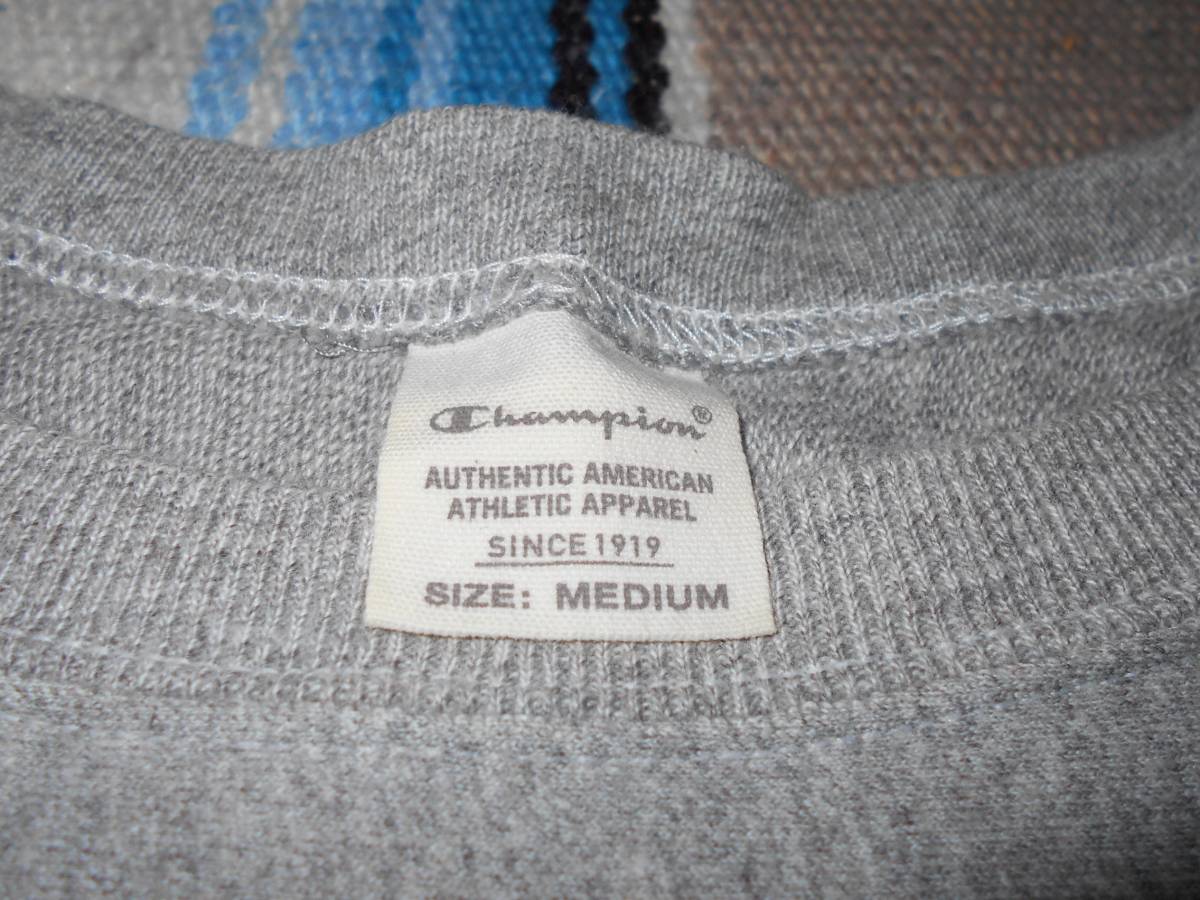 Champion®
AUTHENTIC AMERICAN
ATHLETIC APPAREL
SINCE 1919
SIZE: MEDIUM